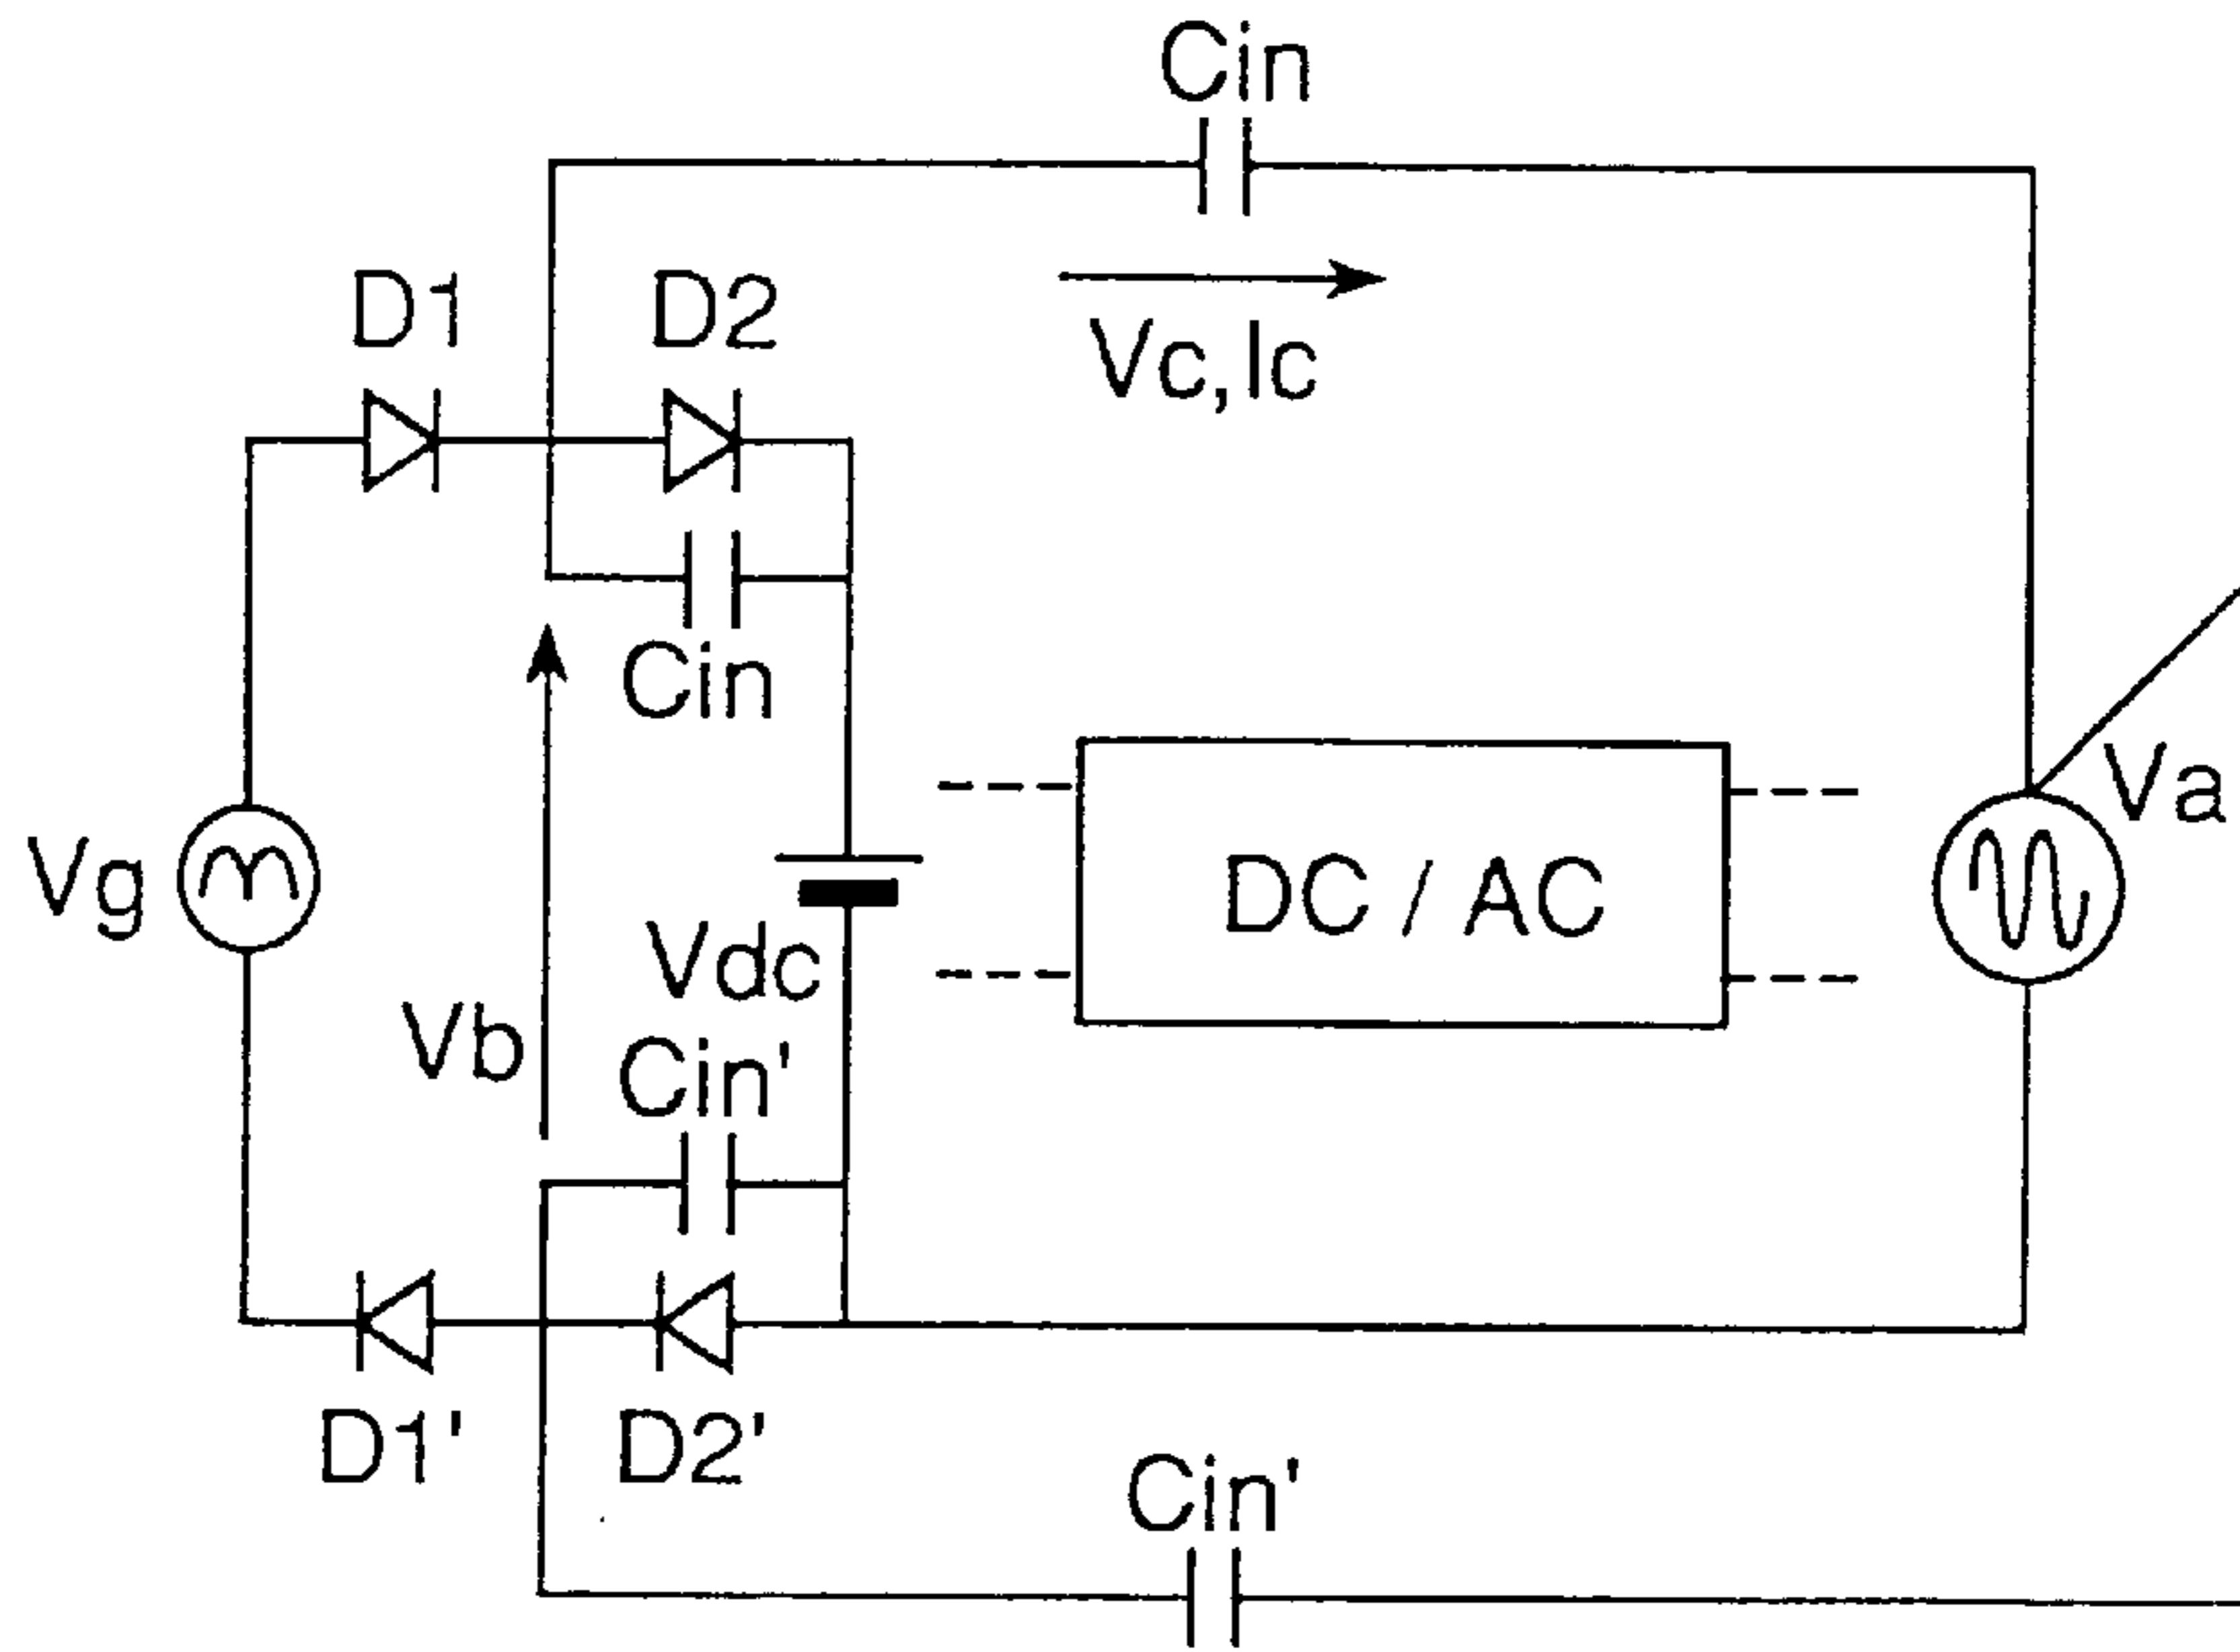 Cin
D1
D2
Vc,Ic
Cin
Va
Vg
DC / AC
Vdc
Vb
Cin'
D1'
D2'
Cin'